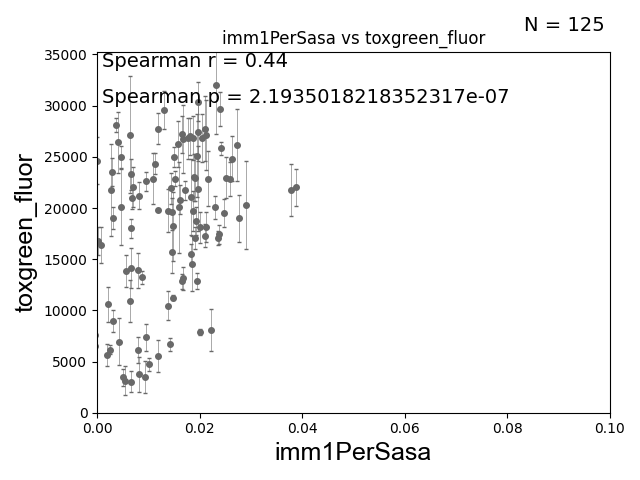 N = 125
imm1PerSasa vs toxgreen_fluor
Spearman r = 0.44
Spearman p = 2.1935018218352317e-07
35000
30000
25000
20000
15000
10000
5000
0
toxgreen_fluor
0.00 0.02 0.04 0.06 0.08 0.10
imm1PerSasa